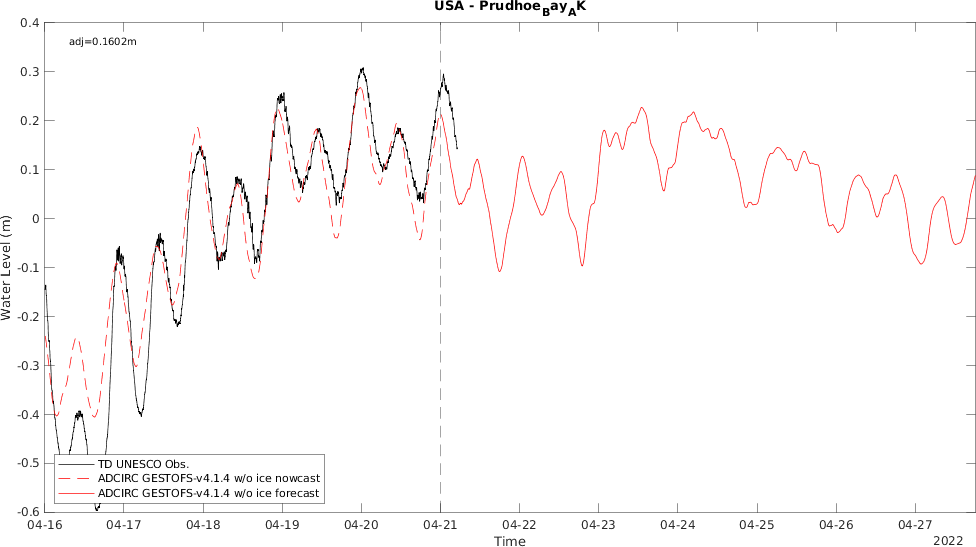 USA - Prudhoe_Bay_AK
adj=0.1602m
0.4
0.3
0.2
0.1
0
-0.1
-0.2
-0.3
-0.4
-0.5
-0.6
Water Level (m)
TD UNESCO Obs.
ADCIRC GESTOFS-v4.1.4 w/o ice nowcast
ADCIRC GESTOFS-v4.1.4 w/o ice forecast
04-16 04-17 04-18 04-19 04-20 04-21 04-22 04-23 04-24 04-25 04-26 04-27
Time
2022